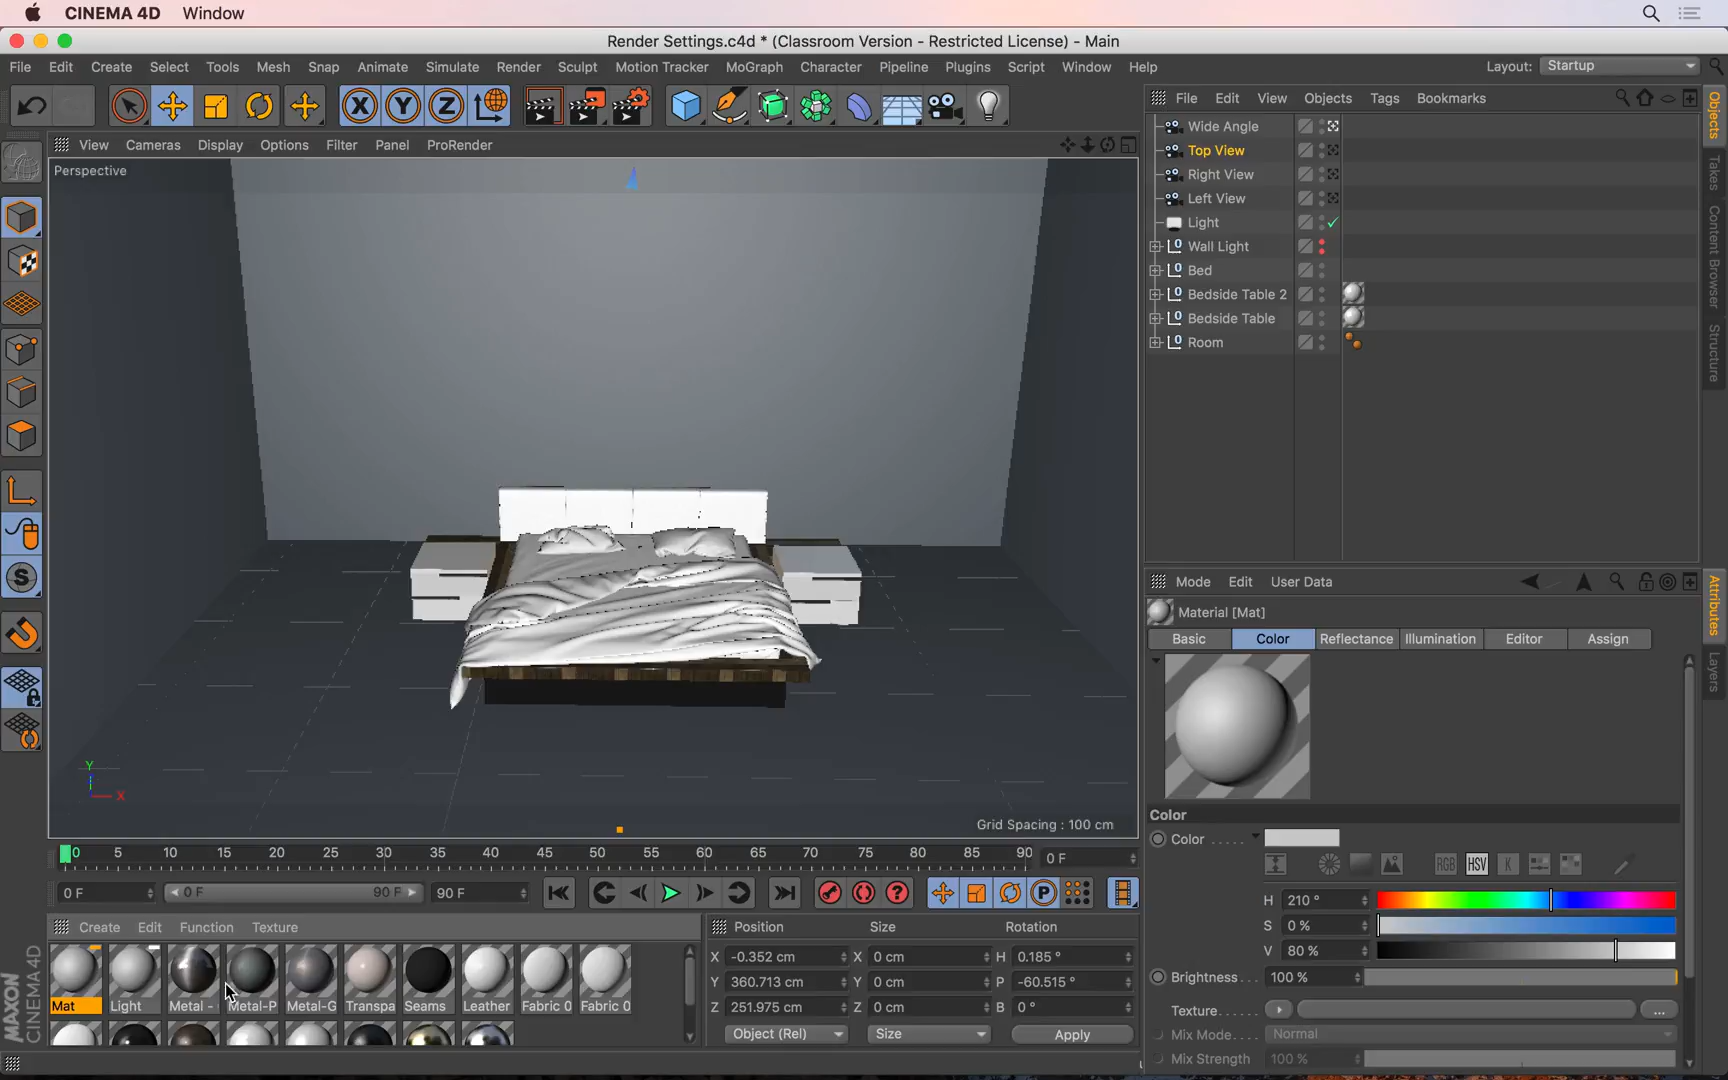 CINEMA 4D Window
Render Settings.c4d * (Classroom Version - Restricted License) - Main
File Edit Create Select Tools Mesh Snap Animate Simulate Render Sculpt Motion Tracker MoGraph Character Pipeline Plugins Script Window Help Layout: Startup
X Y Z
File Edit View Objects Tags Bookmarks
View Cameras Display Options Filter Panel ProRender
Perspective
Wide Angle
Top View
Right View
Left View
Light
Wall Light
Bed
Bedside Table 2
Bedside Table
Room
Objects
Takes
Content Browser
Structure
Y
X
Grid Spacing : 100 cm
0 5 10 15 20 25 30 35 40 45 50 55 60 65 70 75 80 85 90 0 F
0 F 0 F 90 F 90 F
Create Edit Function Texture
Mat Light Metal - Metal-P Metal-G Transpa Seams Leather Fabric 0 Fabric 0
MAXON
CINEMA 4D
Position Size Rotation
X -0.352 cm X 0 cm H 0.185 °
Y 360.713 cm Y 0 cm P -60.515 °
Z 251.975 cm Z 0 cm B 0 °
Object (Rel) Size Apply
Mode Edit User Data
Material [Mat]
Basic Color Reflectance Illumination Editor Assign
Color
Color
RGB HSV K
H 210 °
S 0 %
V 80 %
Brightness 100 %
Texture
Mix Mode Normal
Mix Strength 100 %
Attributes
Layers